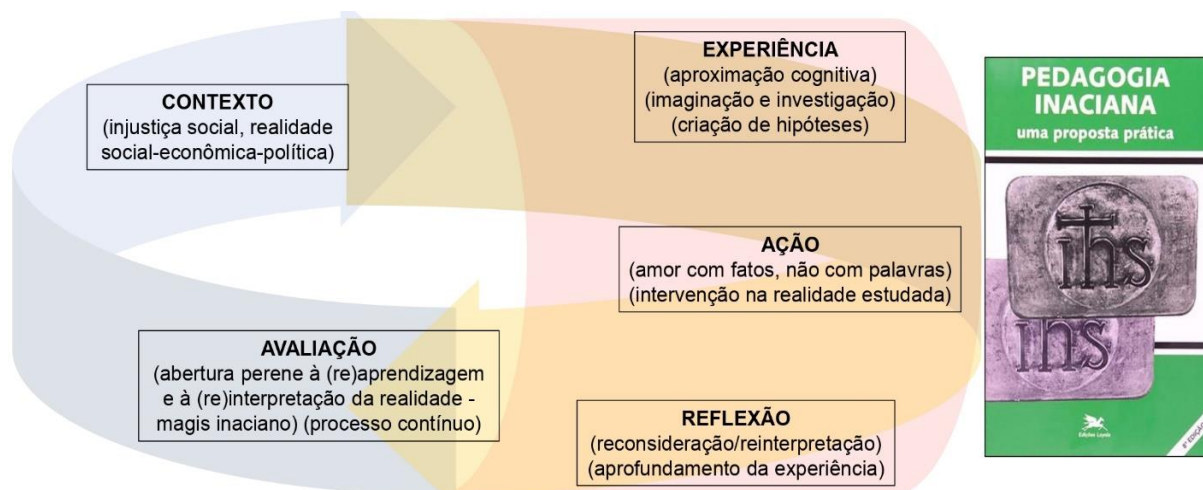 CONTEXTO
(injustiça social, realidade
social-econômica-política)
EXPERIÊNCIA
(aproximação cognitiva)
(imaginação e investigação)
(criação de hipóteses)
AÇÃO
(amor com fatos, não com palavras)
(intervenção na realidade estudada)
REFLEXÃO
(reconsideração/reinterpretação)
(aprofundamento da experiência)
AVALIAÇÃO
(abertura perene à (re)aprendizagem
e à (re)interpretação da realidade -
magis inaciano) (processo contínuo)
PEDAGOGIA
INACIANA
uma proposta prática
ihs
ihs
Edições Loyola
8ª EDIÇÃO